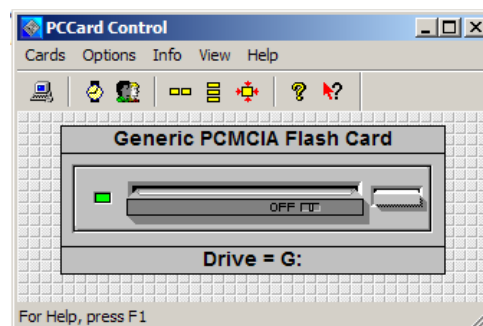 PCCard Control
Cards Options Info View Help
Generic PCMCIA Flash Card
OFF
Drive = G:
For Help, press F1